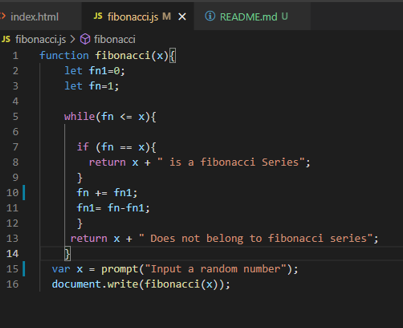 index.html JS fibonacci.js M X README.md U
JS fibonacci.js > fibonacci
1 function fibonacci(x){
2 let fn1=0;
3 let fn=1;
4
5 while(fn <= x){
6
7 if (fn == x){
8 return x + " is a fibonacci Series";
9 }
10 fn += fn1;
11 fn1= fn-fn1;
12 }
13 return x + " Does not belong to fibonacci series";
14 }
15 var x = prompt("Input a random number");
16 document.write(fibonacci(x));